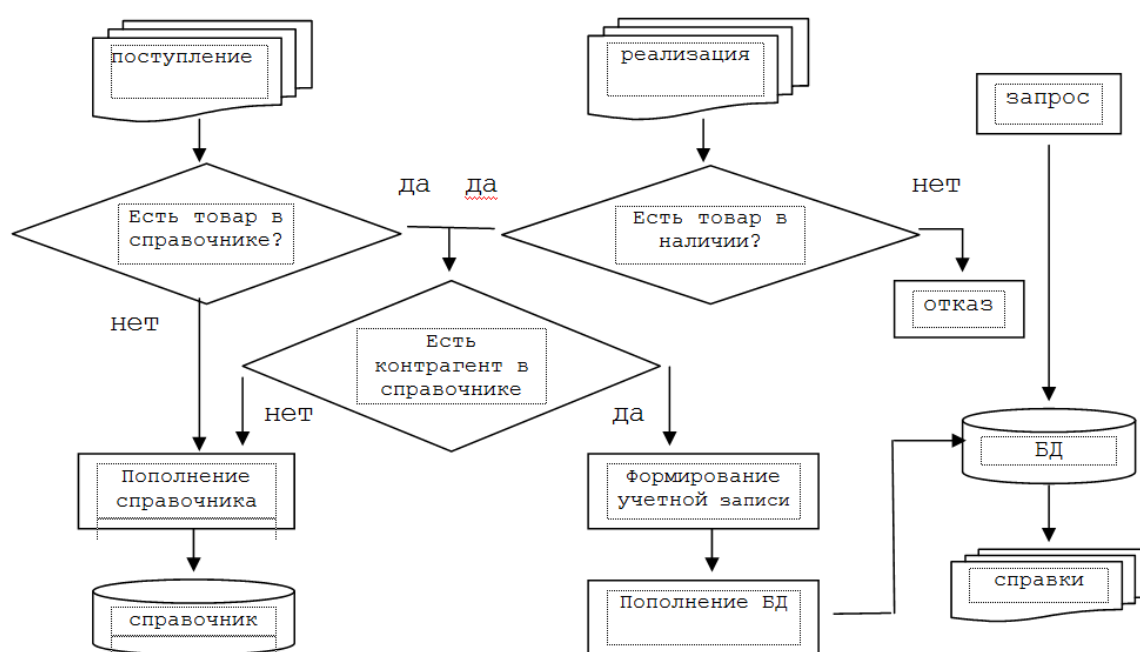 поступление
реализация
запрос
да да
нет
Есть товар в
справочнике?
Есть товар в
наличии?
отказ
нет
Есть
контрагент в
справочнике
нет
да
БД
Пополнение
справочника
Формирование
учетной записи
справки
справочник
Пополнение БД